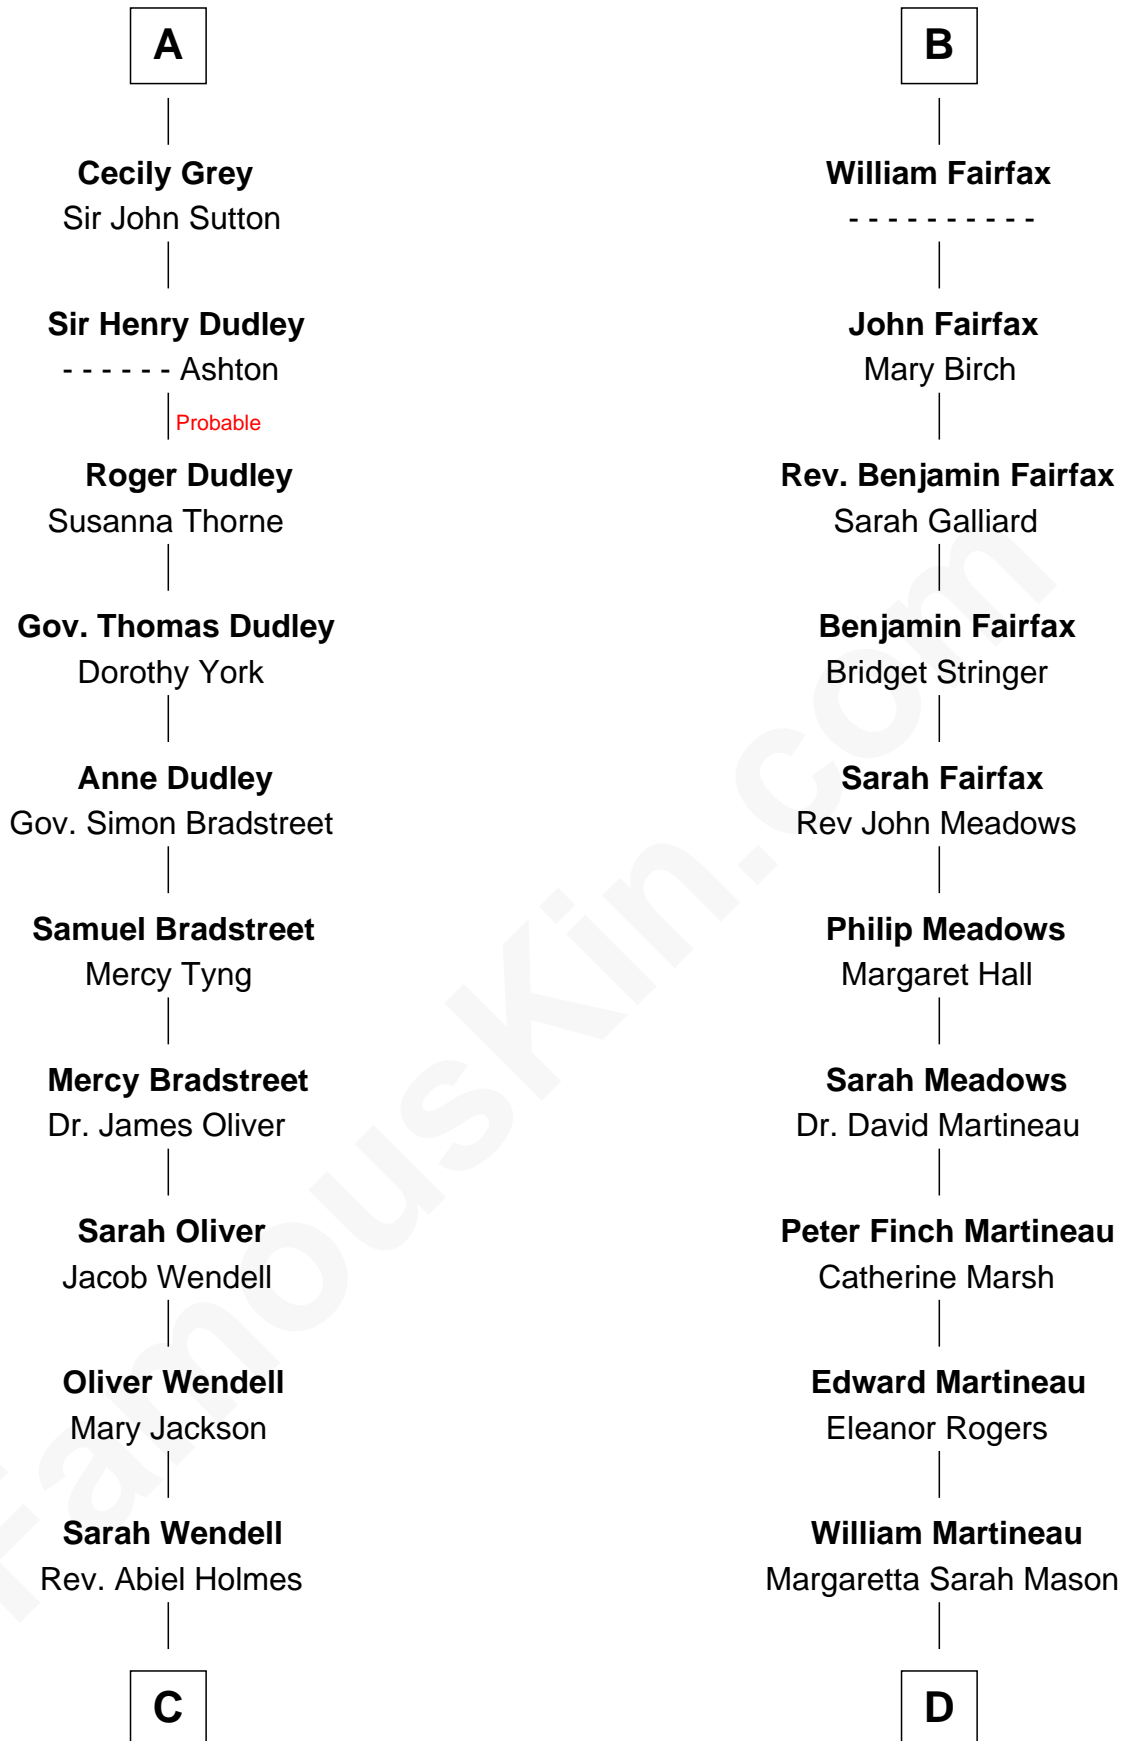 A
Cecily Grey
Sir John Sutton
Sir Henry Dudley
- - - - - - Ashton
Probable
Roger Dudley
Susanna Thorne
Gov. Thomas Dudley
Dorothy York
Anne Dudley
Gov. Simon Bradstreet
Samuel Bradstreet
Mercy Tyng
Mercy Bradstreet
Dr. James Oliver
Sarah Oliver
Jacob Wendell
Oliver Wendell
Mary Jackson
Sarah Wendell
Rev. Abiel Holmes
C
B
William Fairfax
- - - - - - - - - -
John Fairfax
Mary Birch
Rev. Benjamin Fairfax
Sarah Galliard
Benjamin Fairfax
Bridget Stringer
Sarah Fairfax
Rev John Meadows
Philip Meadows
Margaret Hall
Sarah Meadows
Dr. David Martineau
Peter Finch Martineau
Catherine Marsh
Edward Martineau
Eleanor Rogers
William Martineau
Margaretta Sarah Mason
D
FamousKin.com